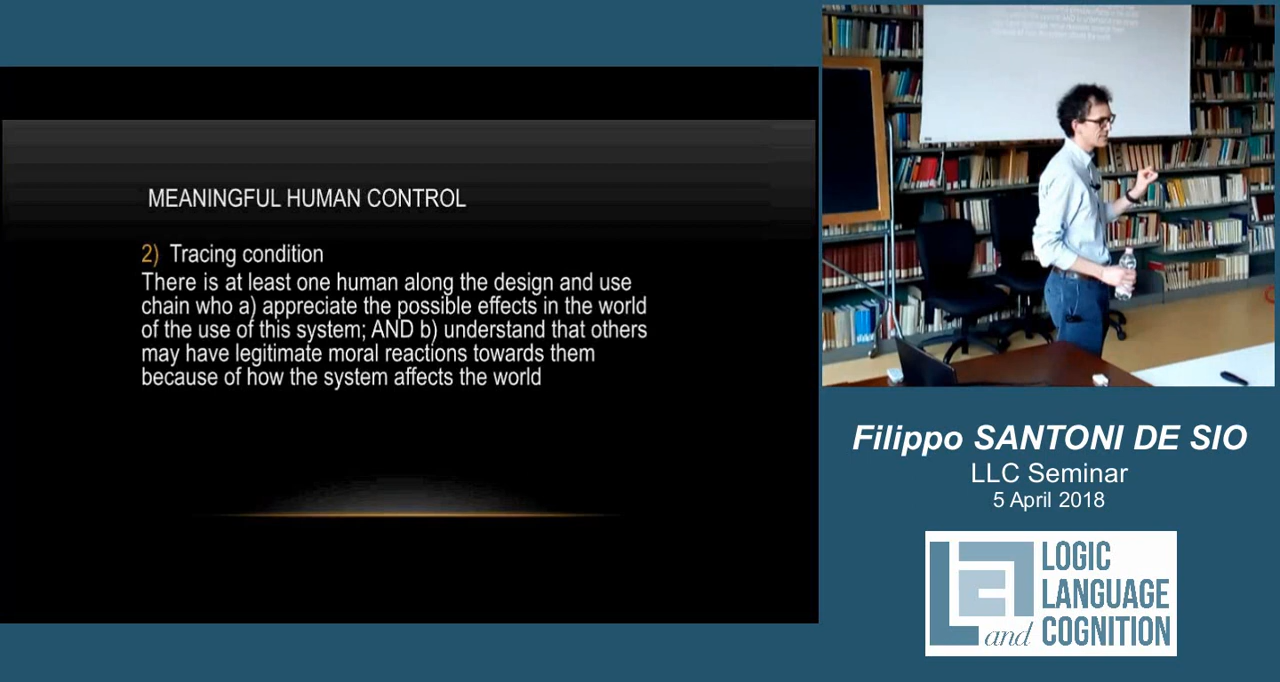 MEANINGFUL HUMAN CONTROL
2) Tracing condition
There is at least one human along the design and use
chain who a) appreciate the possible effects in the world
of the use of this system; AND b) understand that others
may have legitimate moral reactions towards them
because of how the system affects the world
Filippo SANTONI DE SIO
LLC Seminar
5 April 2018
LOGIC
LANGUAGE
and COGNITION